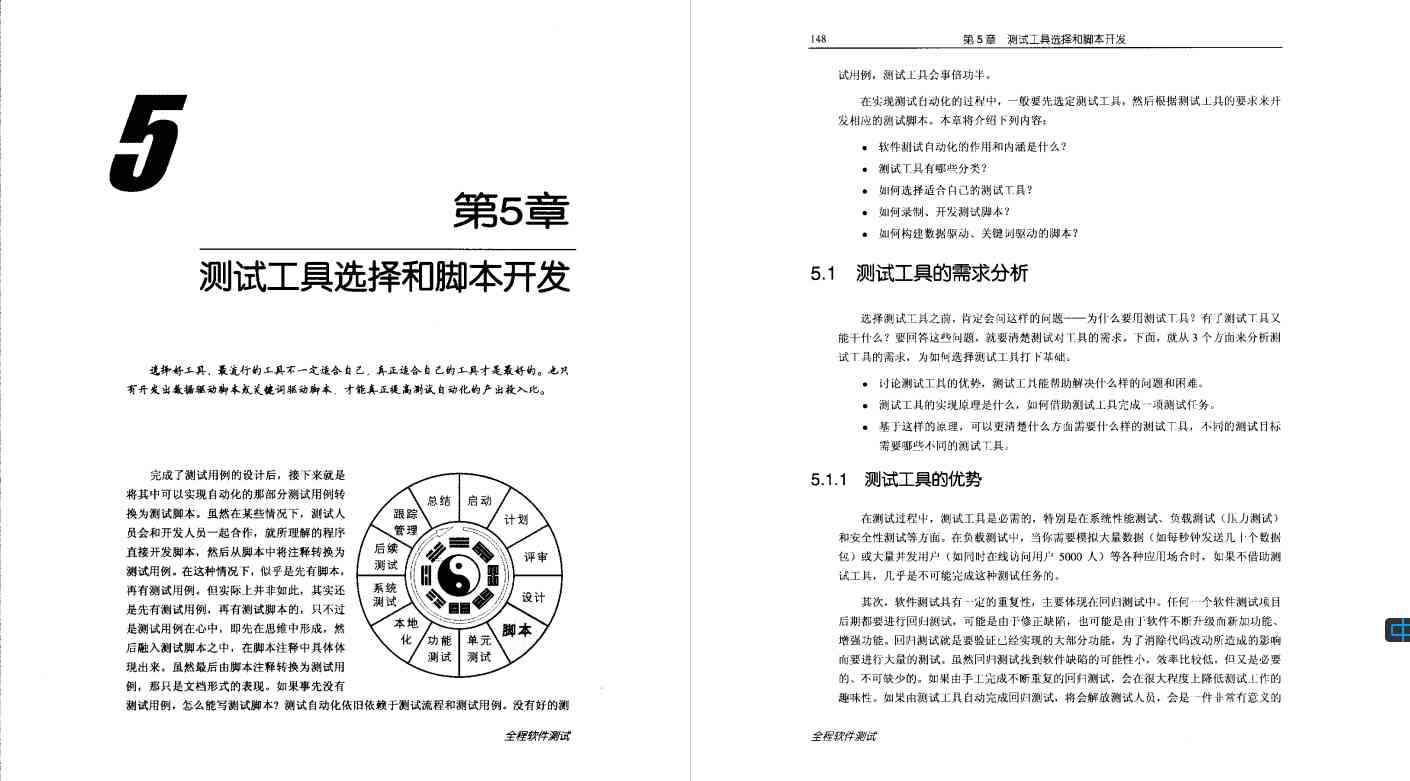 5
第5章
测试工具选择和脚本开发
选择好工具，最流行的工具不一定适合自己，真正适合自己的工具才是最好的。也只
有开发出数据驱动脚本或关键词驱动脚本，才能真正提高测试自动化的产出投入比。
完成了测试用例的设计后，接下来就是
将其中可以实现自动化的那部分测试用例转
换为测试脚本。虽然在某些情况下，测试人
员会和开发人员一起合作，就所理解的程序
直接开发脚本，然后从脚本中将注释转换为
测试用例。在这种情况下，似乎是先有脚本，
再有测试用例。但实际上并非如此，其实还
是先有测试用例，再有测试脚本的，只不过
是测试用例在心中，即先在思维中形成，然
后融入测试脚本之中，在脚本注释中具体体
现出来。虽然最后由脚本注释转换为测试用
例，那只是文档形式的表现。如果事先没有
测试用例，怎么能写测试脚本？测试自动化依旧依赖于测试流程和测试用例。没有好的测
启动
计划
评审
设计
脚本
单元
测试
功能
测试
本地
化
系统
测试
后续
测试
跟踪
管理
总结
全程软件测试
148
第5章 测试工具选择和脚本开发
试用例，测试工具会事倍功半。
在实现测试自动化的过程中，一般要先选定测试工具，然后根据测试工具的要求来开
发相应的测试脚本。本章将介绍下列内容：
• 软件测试自动化的作用和内涵是什么？
• 测试工具有哪些分类？
• 如何选择适合自己的测试工具？
• 如何录制、开发测试脚本？
• 如何构建数据驱动、关键词驱动的脚本？
5.1 测试工具的需求分析
选择测试工具之前，肯定会问这样的问题——为什么要用测试工具？有了测试工具又
能干什么？要回答这些问题，就要清楚测试对工具的需求。下面，就从 3 个方面来分析测
试工具的需求，为如何选择测试工具打下基础。
• 讨论测试工具的优势，测试工具能帮助解决什么样的问题和困难。
• 测试工具的实现原理是什么，如何借助测试工具完成一项测试任务。
• 基于这样的原理，可以更清楚什么方面需要什么样的测试工具，不同的测试目标
需要哪些不同的测试工具。
5.1.1 测试工具的优势
在测试过程中，测试工具是必需的，特别是在系统性能测试、负载测试（压力测试）
和安全性测试等方面。在负载测试中，当你需要模拟大量数据（如每秒钟发送几十个数据
包）或大量并发用户（如同时在线访问用户 5000 人）等各种应用场合时，如果不借助测
试工具，几乎是不可能完成这种测试任务的。
其次，软件测试具有一定的重复性，主要体现在回归测试中。任何一个软件测试项目
后期都要进行回归测试，可能是由于修正缺陷，也可能是由于软件不断升级而新加功能、
增强功能。回归测试就是要验证已经实现的大部分功能，为了消除代码改动所造成的影响
而要进行大量的测试。虽然回归测试找到软件缺陷的可能性小，效率比较低，但又是必要
的、不可缺少的。如果由手工完成不断重复的回归测试，会在很大程度上降低测试工作的
趣味性。如果由测试工具自动完成回归测试，将会解放测试人员，会是一件非常有意义的
全程软件测试
中